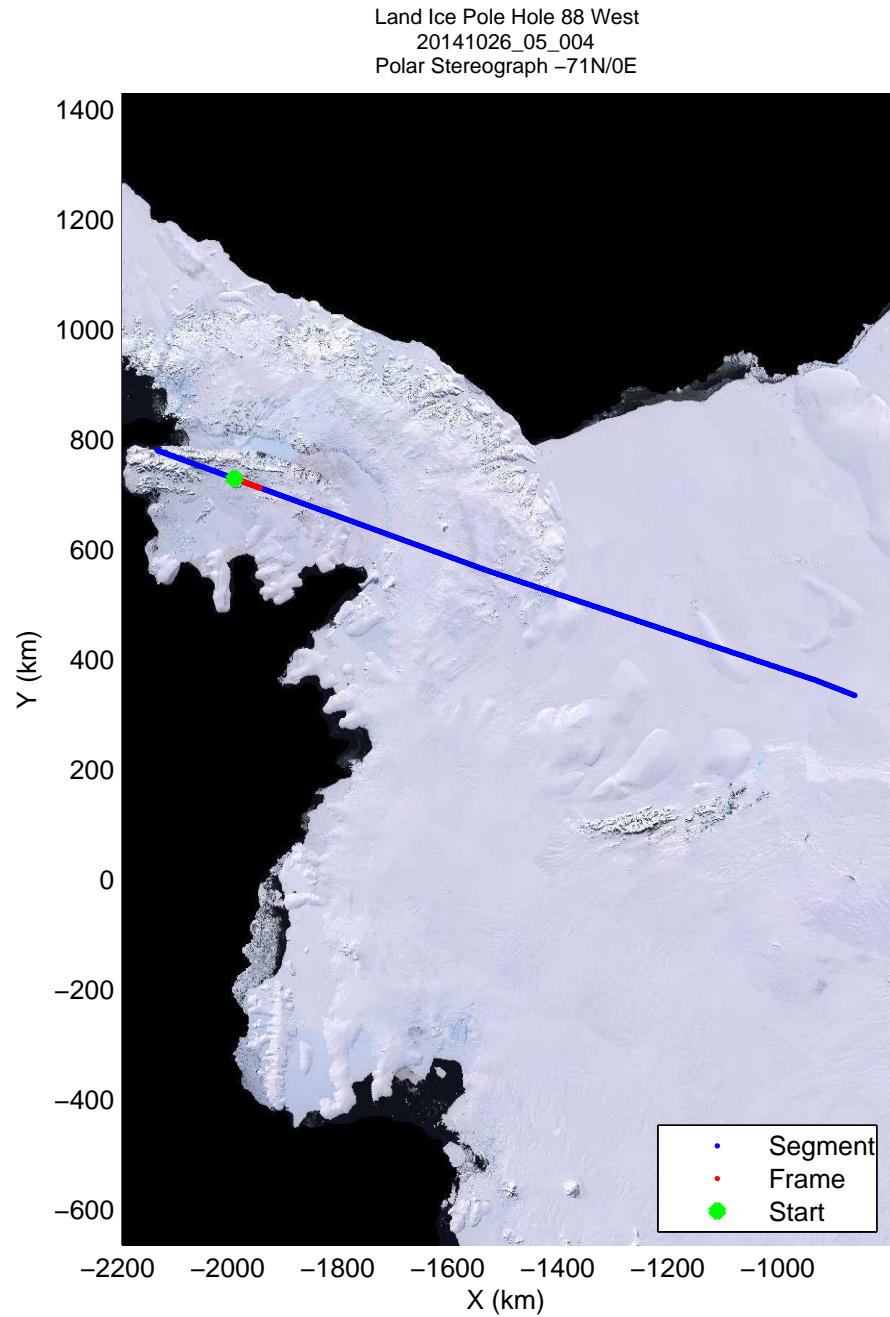 Land Ice Pole Hole 88 West
20141026_05_004
Polar Stereograph −71N/0E
1400
1200
1000
800
600
400
200
0
−200
−400
−600
Y (km)
−2200 −2000 −1800 −1600 −1400 −1200 −1000
X (km)
Segment
Frame
Start